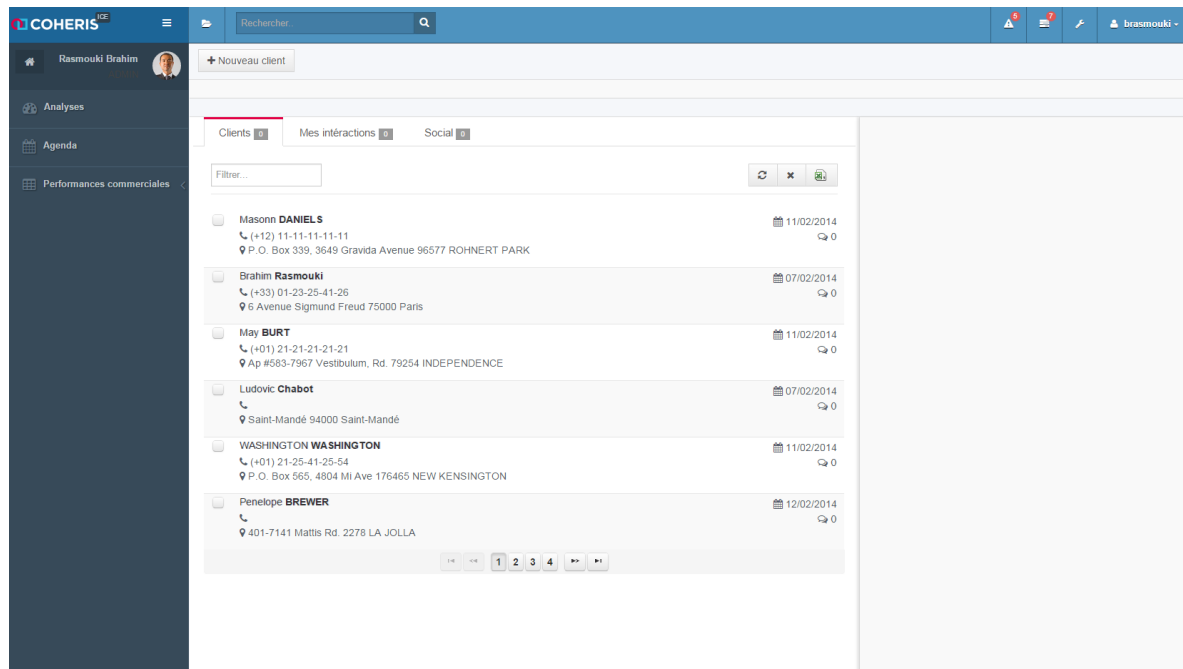 COHERIS ICE
Rechercher..
5
7
brasmouki
Rasmouki Brahim
Nouveau client
Analyses
Agenda
Performances commerciales
Clients 0 Mes intéractions 0 Social 0
Filtrer...
Masonn DANIELS 11/02/2014
(+12) 11-11-11-11-11 0
P.O. Box 339, 3649 Gravida Avenue 96577 ROHNERT PARK
Brahim Rasmouki 07/02/2014
(+33) 01-23-25-41-26 0
6 Avenue Sigmund Freud 75000 Paris
May BURT 11/02/2014
(+01) 21-21-21-21-21 0
Ap #583-7967 Vestibulum, Rd. 79254 INDEPENDENCE
Ludovic Chabot 07/02/2014
0
Saint-Mandé 94000 Saint-Mandé
WASHINGTON WASHINGTON 11/02/2014
(+01) 21-25-41-25-54 0
P.O. Box 565, 4804 Mi Ave 176465 NEW KENSINGTON
Penelope BREWER 12/02/2014
0
401-7141 Mattis Rd. 2278 LA JOLLA
1 2 3 4